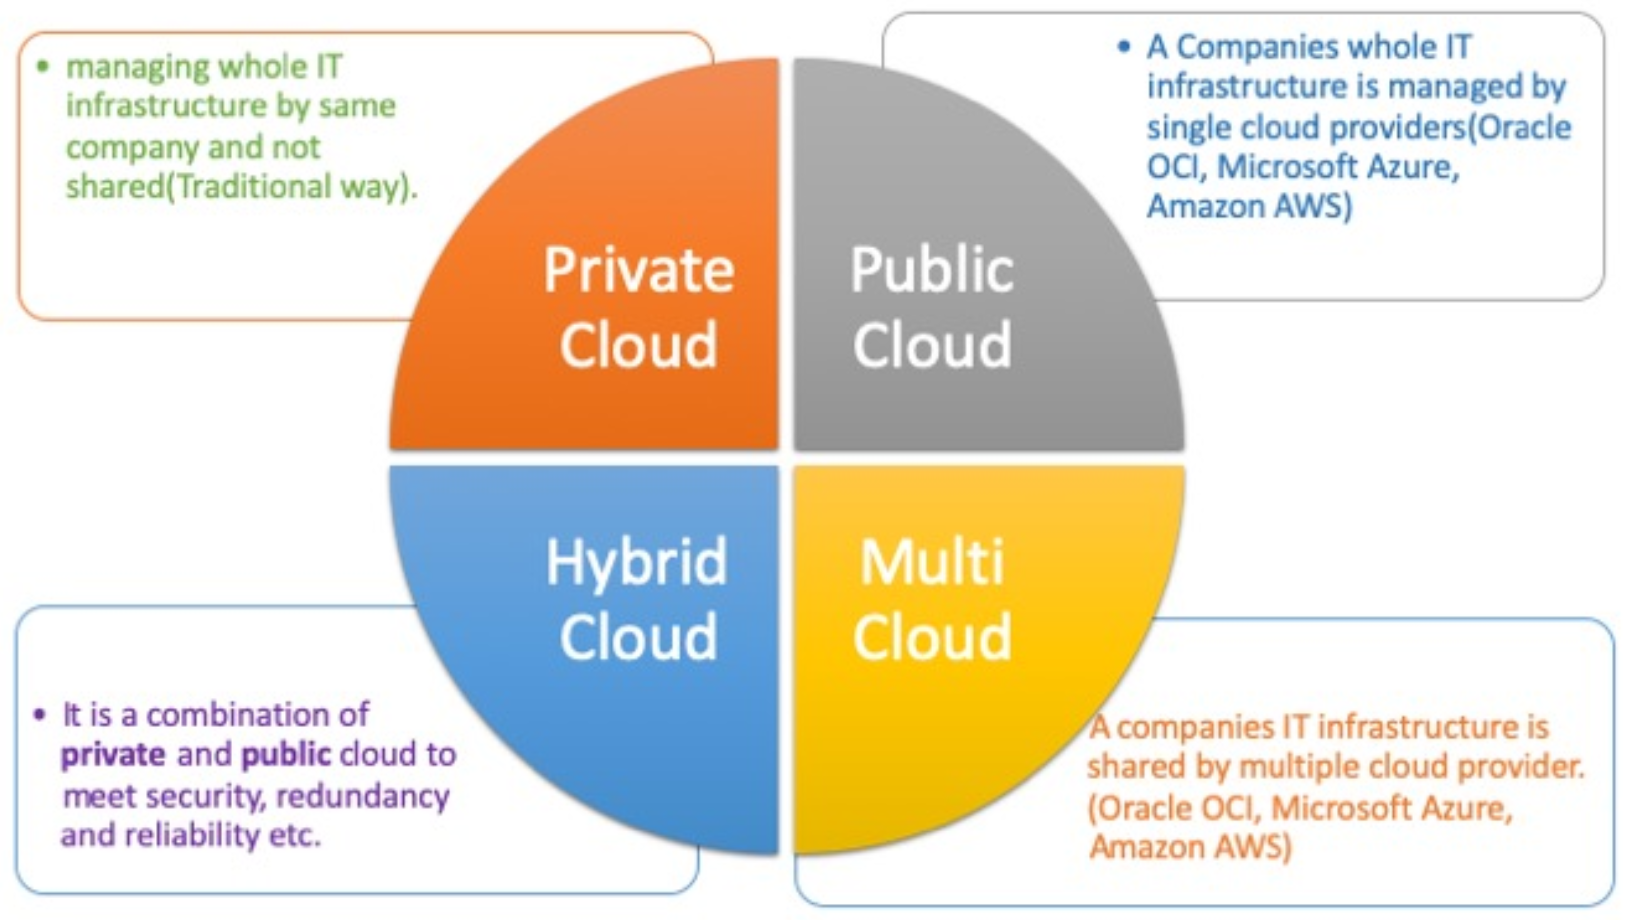 managing whole IT
infrastructure by same
company and not
shared(Traditional way).
• A Companies whole IT
infrastructure is managed by
single cloud providers(Oracle
OCI, Microsoft Azure,
Amazon AWS)
Private
Cloud
Public
Cloud
Hybrid
Cloud
Multi
Cloud
• It is a combination of
private and public cloud to
meet security, redundancy
and reliability etc.
A companies IT infrastructure is
shared by multiple cloud provider.
(Oracle OCI, Microsoft Azure,
Amazon AWS)